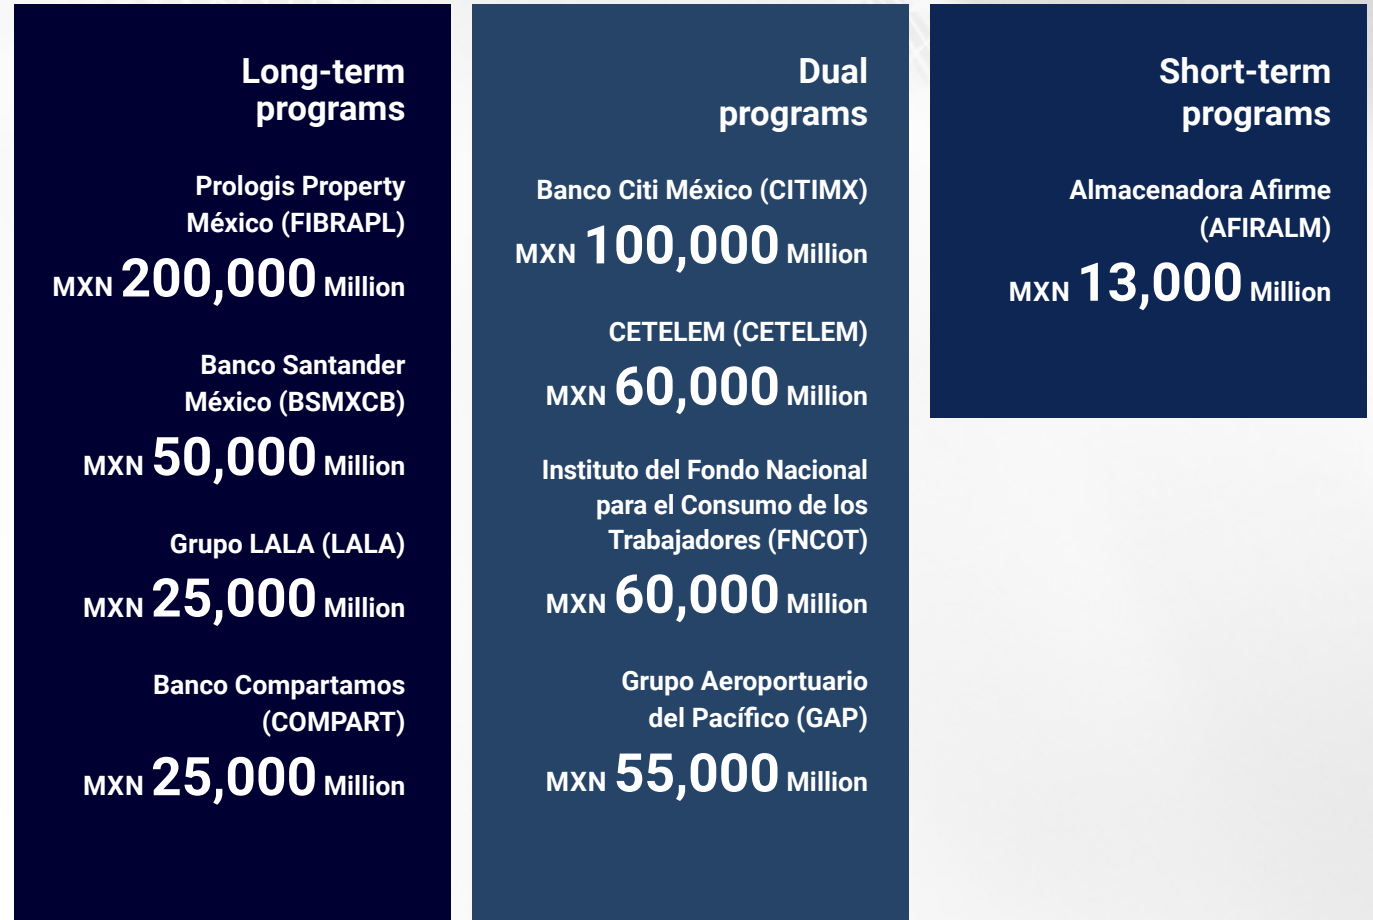 Long-term
programs
Prologis Property
México (FIBRAPL)
MXN 200,000 Million
Banco Santander
México (BSMXCB)
MXN 50,000 Million
Grupo LALA (LALA)
MXN 25,000 Million
Banco Compartamos
(COMPART)
MXN 25,000 Million
Dual
programs
Banco Citi México (CITIMX)
MXN 100,000 Million
CETELEM (CETELEM)
MXN 60,000 Million
Instituto del Fondo Nacional
para el Consumo de los
Trabajadores (FNCOT)
MXN 60,000 Million
Grupo Aeroportuario
del Pacífico (GAP)
MXN 55,000 Million
Short-term
programs
Almacenadora Afirme
(AFIRALM)
MXN 13,000 Million